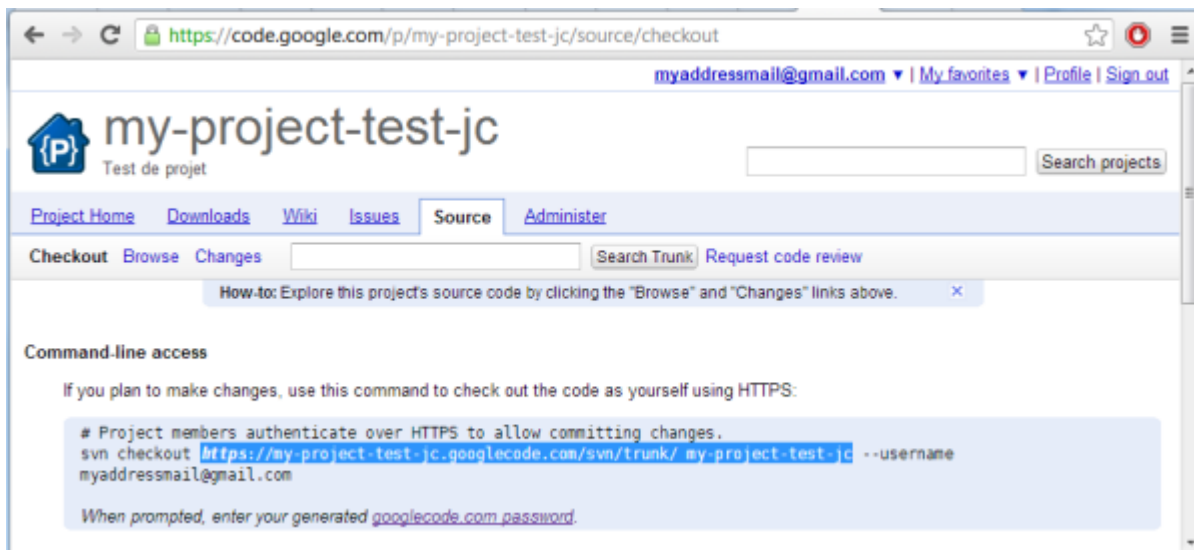 https://code.google.com/p/my-project-test-jc/source/checkout
myaddressmail@gmail.com ▼ | My favorites ▼ | Profile | Sign out
{P}
my-project-test-jc
Test de projet
Search projects
Project Home Downloads Wiki Issues Source Administer
Checkout Browse Changes Search Trunk Request code review
How-to: Explore this project's source code by clicking the "Browse" and "Changes" links above. ×
Command-line access
If you plan to make changes, use this command to check out the code as yourself using HTTPS:
# Project members authenticate over HTTPS to allow committing changes.
svn checkout https://my-project-test-jc.googlecode.com/svn/trunk/ my-project-test-jc --username
myaddressmail@gmail.com
When prompted, enter your generated googlecode.com password.